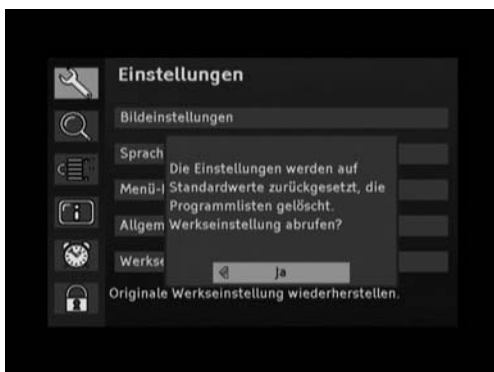 Einstellungen
Bildeinstellungen
Sprach
Die Einstellungen werden auf
Menü-
Standardwerte zurückgesetzt, die
Programmlisten gelöscht.
Allgem
Werkseinstellung abrufen?
Werkse
Ja
Originale Werkseinstellung wiederherstellen.